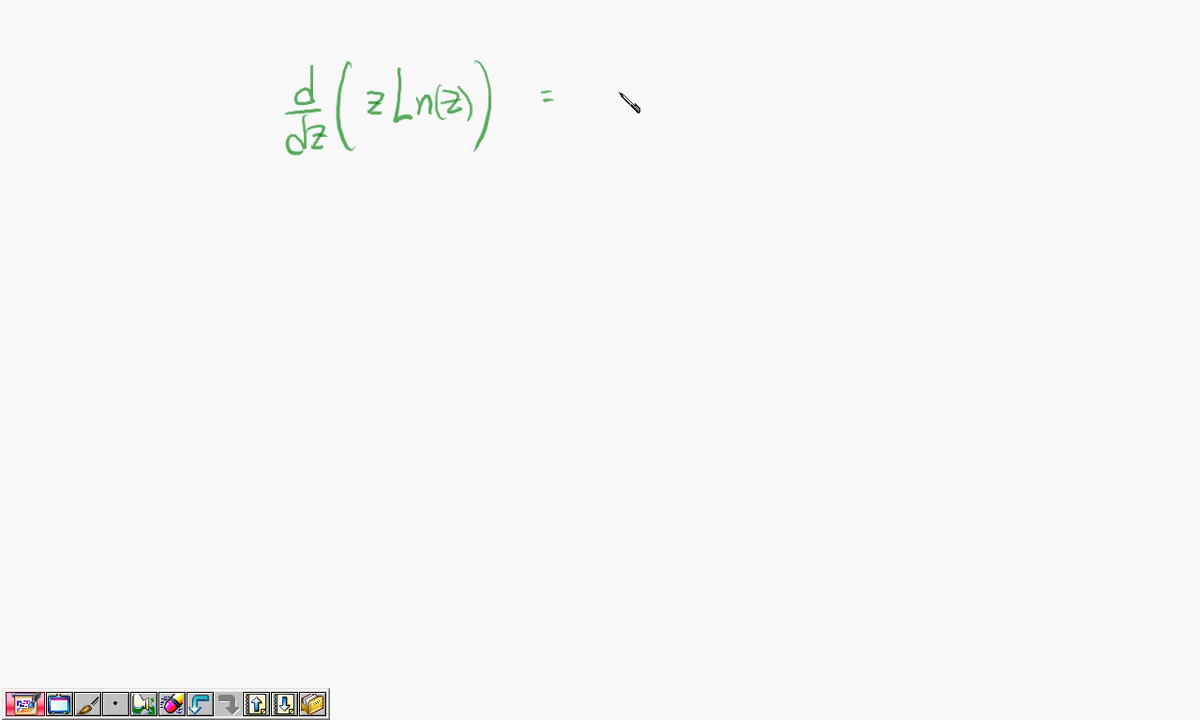 d/dz ( z Ln(z) ) =